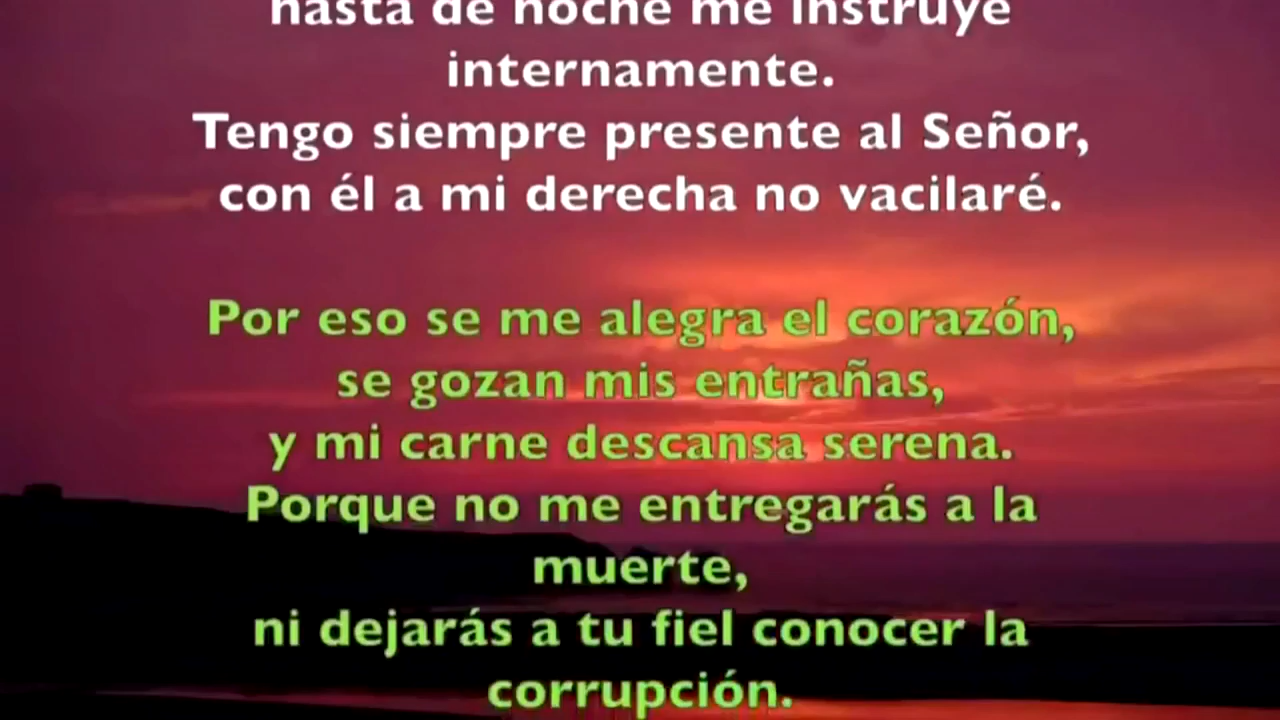 hasta de noche me instruye
internamente.
Tengo siempre presente al Señor,
con él a mi derecha no vacilaré.
Por eso se me alegra el corazón,
se gozan mis entrañas,
y mi carne descansa serena.
Porque no me entregarás a la
muerte,
ni dejarás a tu fiel conocer la
corrupción.